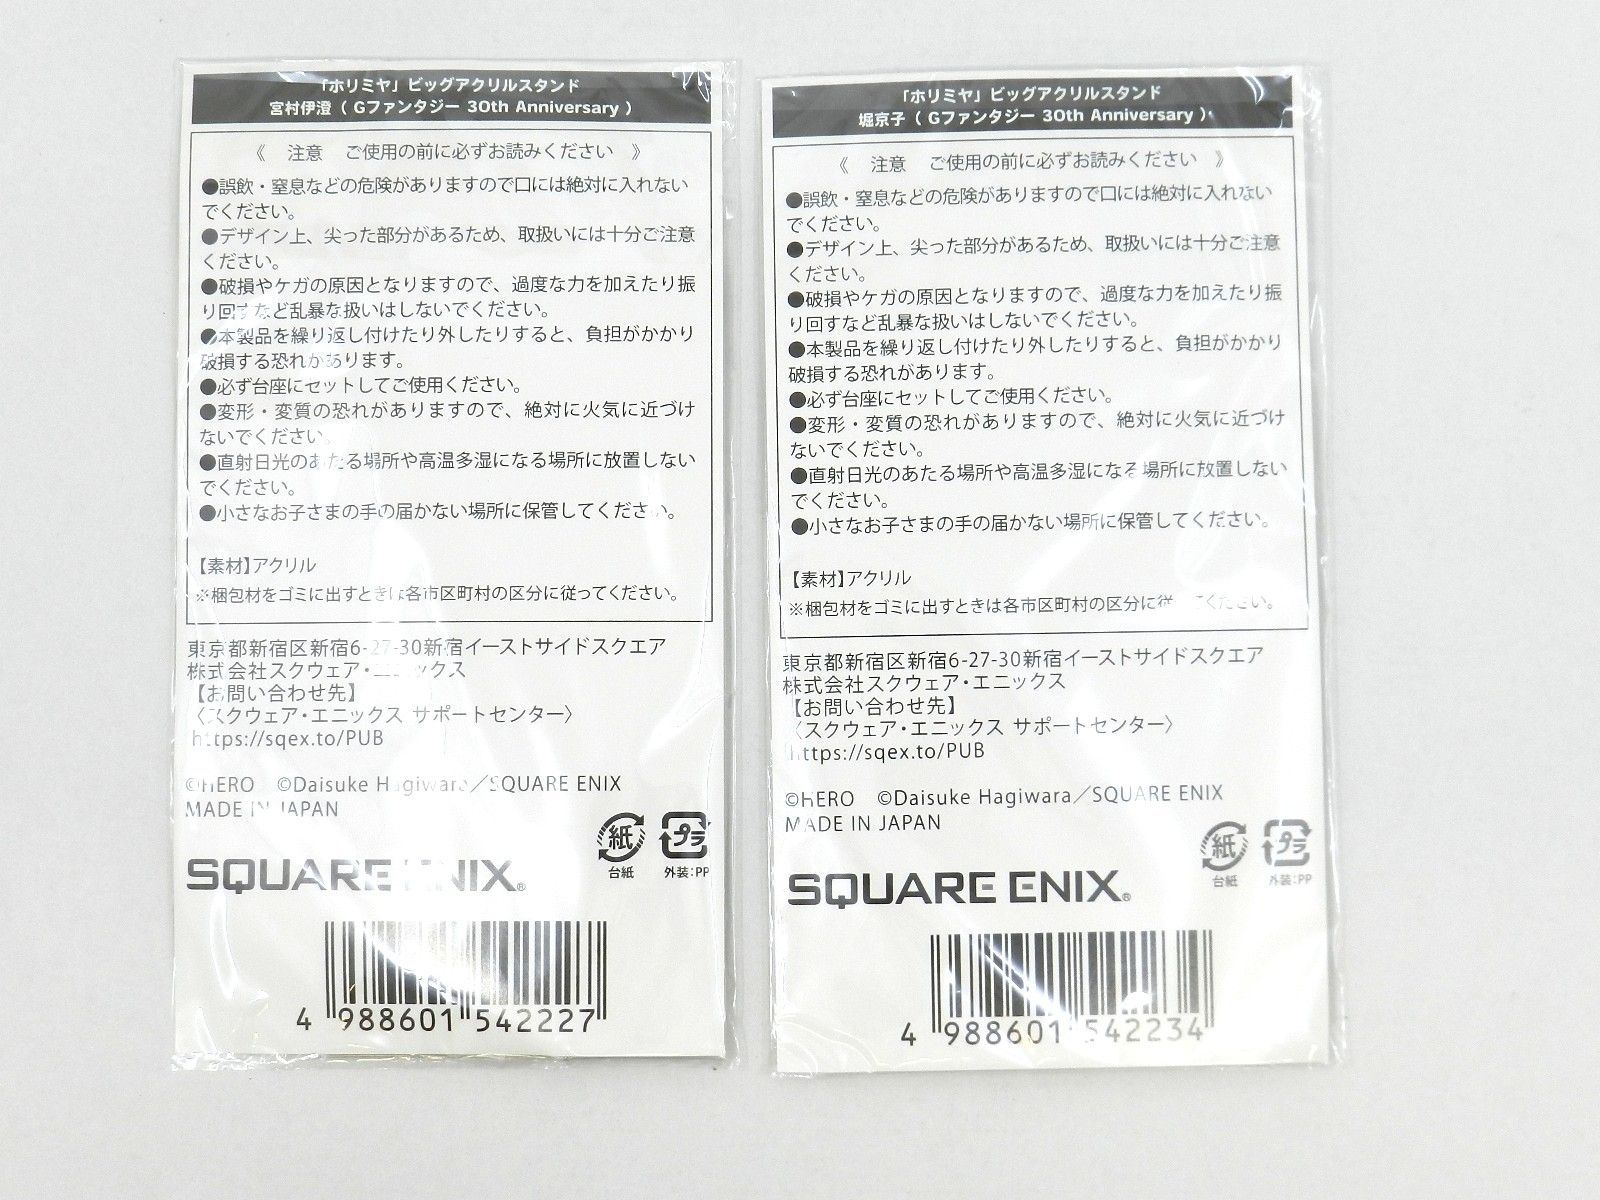 「ホリミヤ」ビッグアクリルスタンド
宮村伊澄（Gファンタジー 30th Anniversary）
《 注意 ご使用の前に必ずお読みください 》
●誤飲・窒息などの危険がありますので口には絶対に入れない
でください。
●デザイン上、尖った部分があるため、取扱いには十分ご注意
ください。
●破損やケガの原因となりますので、過度な力を加えたり振
り回すなど乱暴な扱いはしないでください。
●本製品を繰り返し付けたり外したりすると、負担がかかり
破損する恐れがあります。
●必ず台座にセットしてご使用ください。
●変形・変質の恐れがありますので、絶対に火気に近づけ
ないでください。
●直射日光のあたる場所や高温多湿になる場所に放置しない
でください。
●小さなお子さまの手の届かない場所に保管してください。
【素材】アクリル
※梱包材をゴミに出すときは各市区町村の区分に従ってください。
東京都新宿区新宿6-27-30新宿イーストサイドスクエア
株式会社スクウェア・エニックス
【お問い合わせ先】
〈スクウェア・エニックス サポートセンター〉
https://sqex.to/PUB
©HERO ©Daisuke Hagiwara／SQUARE ENIX
MADE IN JAPAN
紙 プラ
台紙 外装:PP
SQUARE ENIX®
4 988601 542227
「ホリミヤ」ビッグアクリルスタンド
堀京子（Gファンタジー 30th Anniversary）
《 注意 ご使用の前に必ずお読みください 》
●誤飲・窒息などの危険がありますので口には絶対に入れない
でください。
●デザイン上、尖った部分があるため、取扱いには十分ご注意
ください。
●破損やケガの原因となりますので、過度な力を加えたり振
り回すなど乱暴な扱いはしないでください。
●本製品を繰り返し付けたり外したりすると、負担がかかり
破損する恐れがあります。
●必ず台座にセットしてご使用ください。
●変形・変質の恐れがありますので、絶対に火気に近づけ
ないでください。
●直射日光のあたる場所や高温多湿になる場所に放置しない
でください。
●小さなお子さまの手の届かない場所に保管してください。
【素材】アクリル
※梱包材をゴミに出すときは各市区町村の区分に従ってください。
東京都新宿区新宿6-27-30新宿イーストサイドスクエア
株式会社スクウェア・エニックス
【お問い合わせ先】
〈スクウェア・エニックス サポートセンター〉
https://sqex.to/PUB
©HERO ©Daisuke Hagiwara／SQUARE ENIX
MADE IN JAPAN
紙 プラ
台紙 外装:PP
SQUARE ENIX®
4 988601 542234